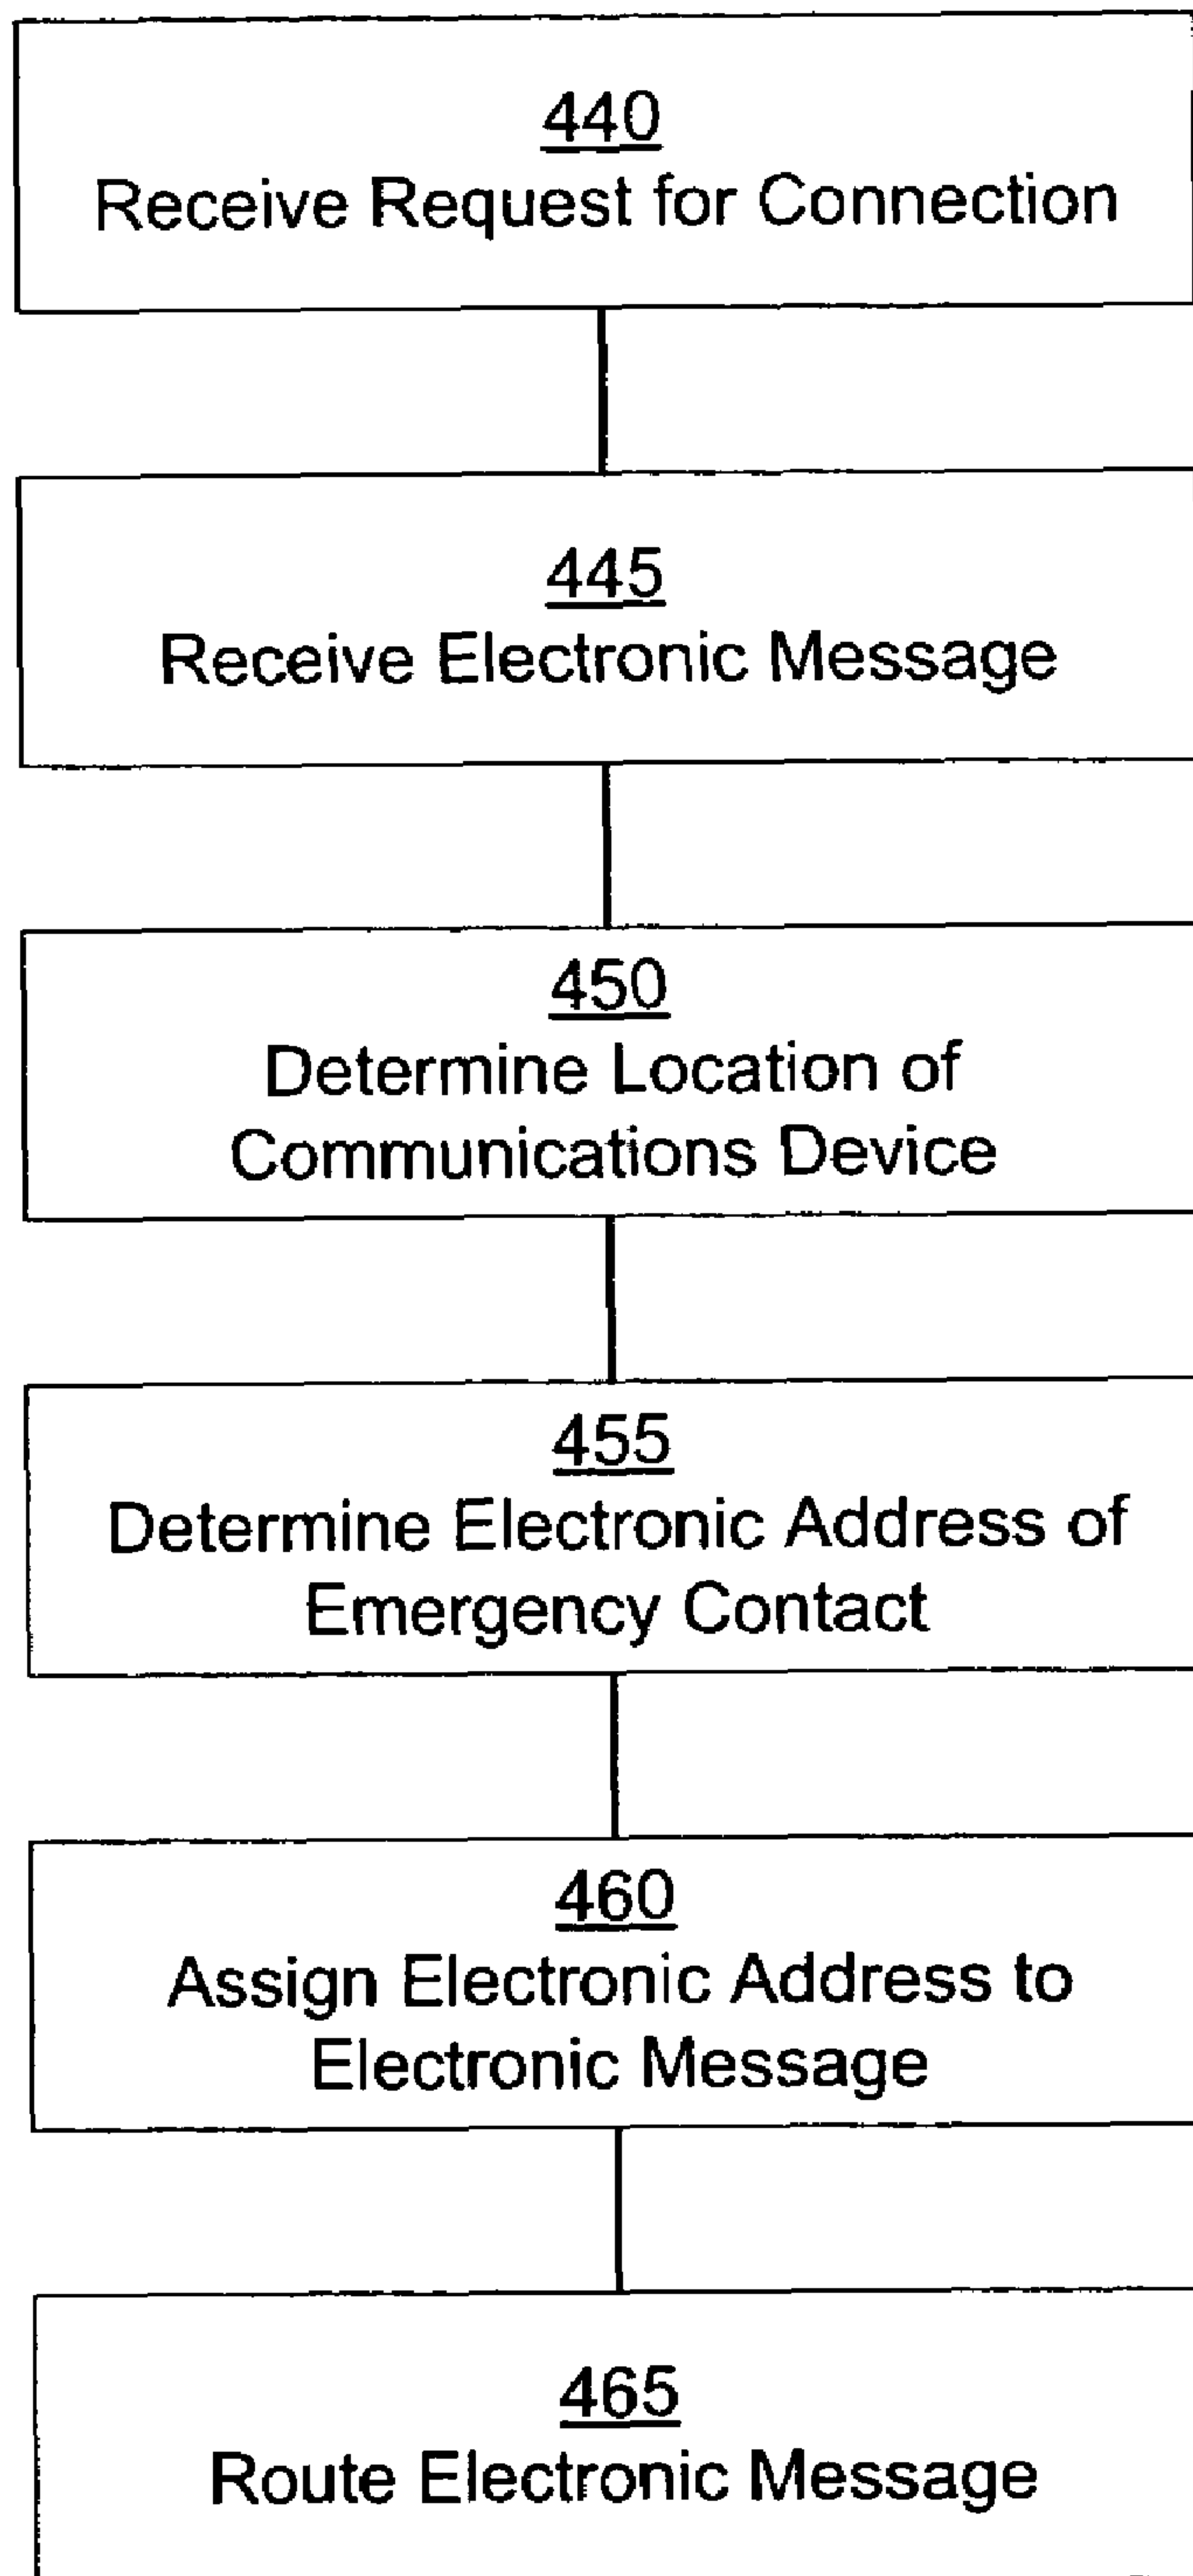 440
Receive Request for Connection
445
Receive Electronic Message
450
Determine Location of
Communications Device
455
Determine Electronic Address of
Emergency Contact
460
Assign Electronic Address to
Electronic Message
465
Route Electronic Message